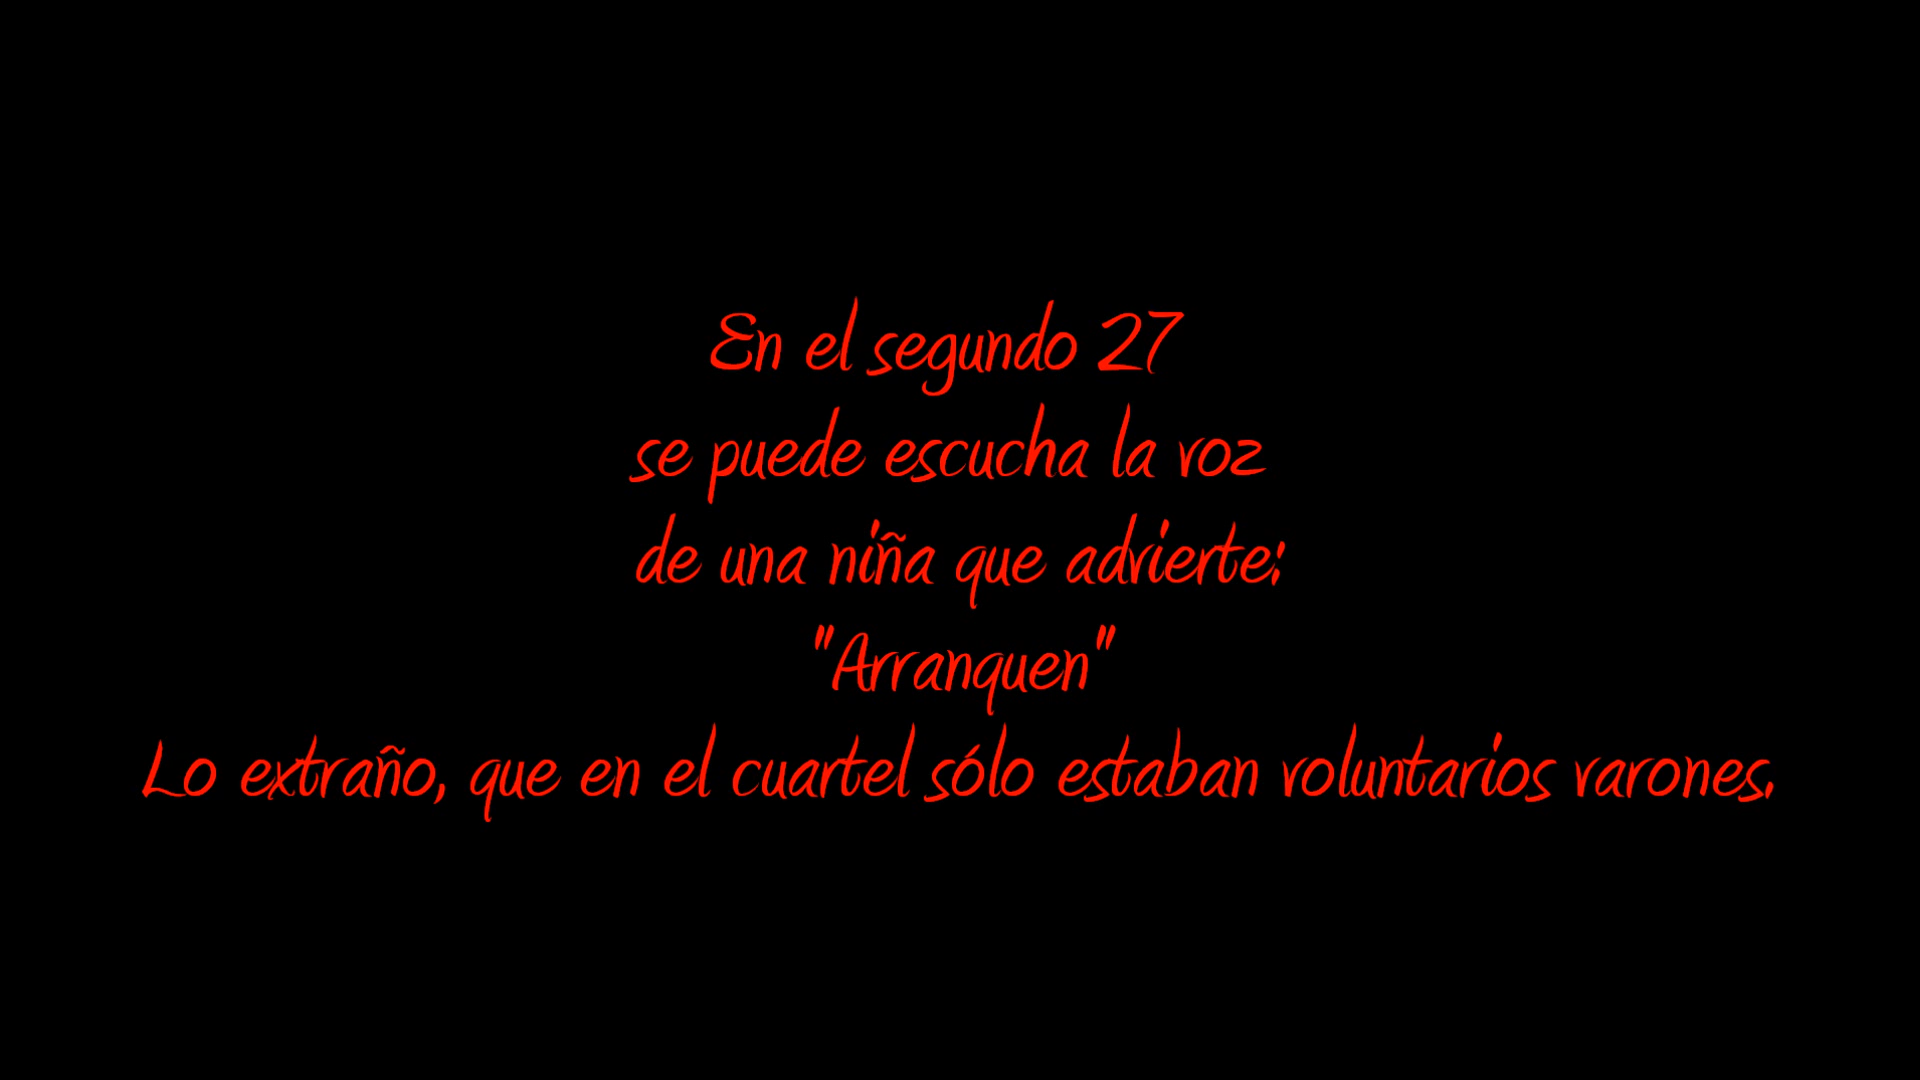 En el segundo 27
se puede escucha la voz
de una niña que advierte:
"Arranquen"
Lo extraño, que en el cuartel sólo estaban voluntarios varones.